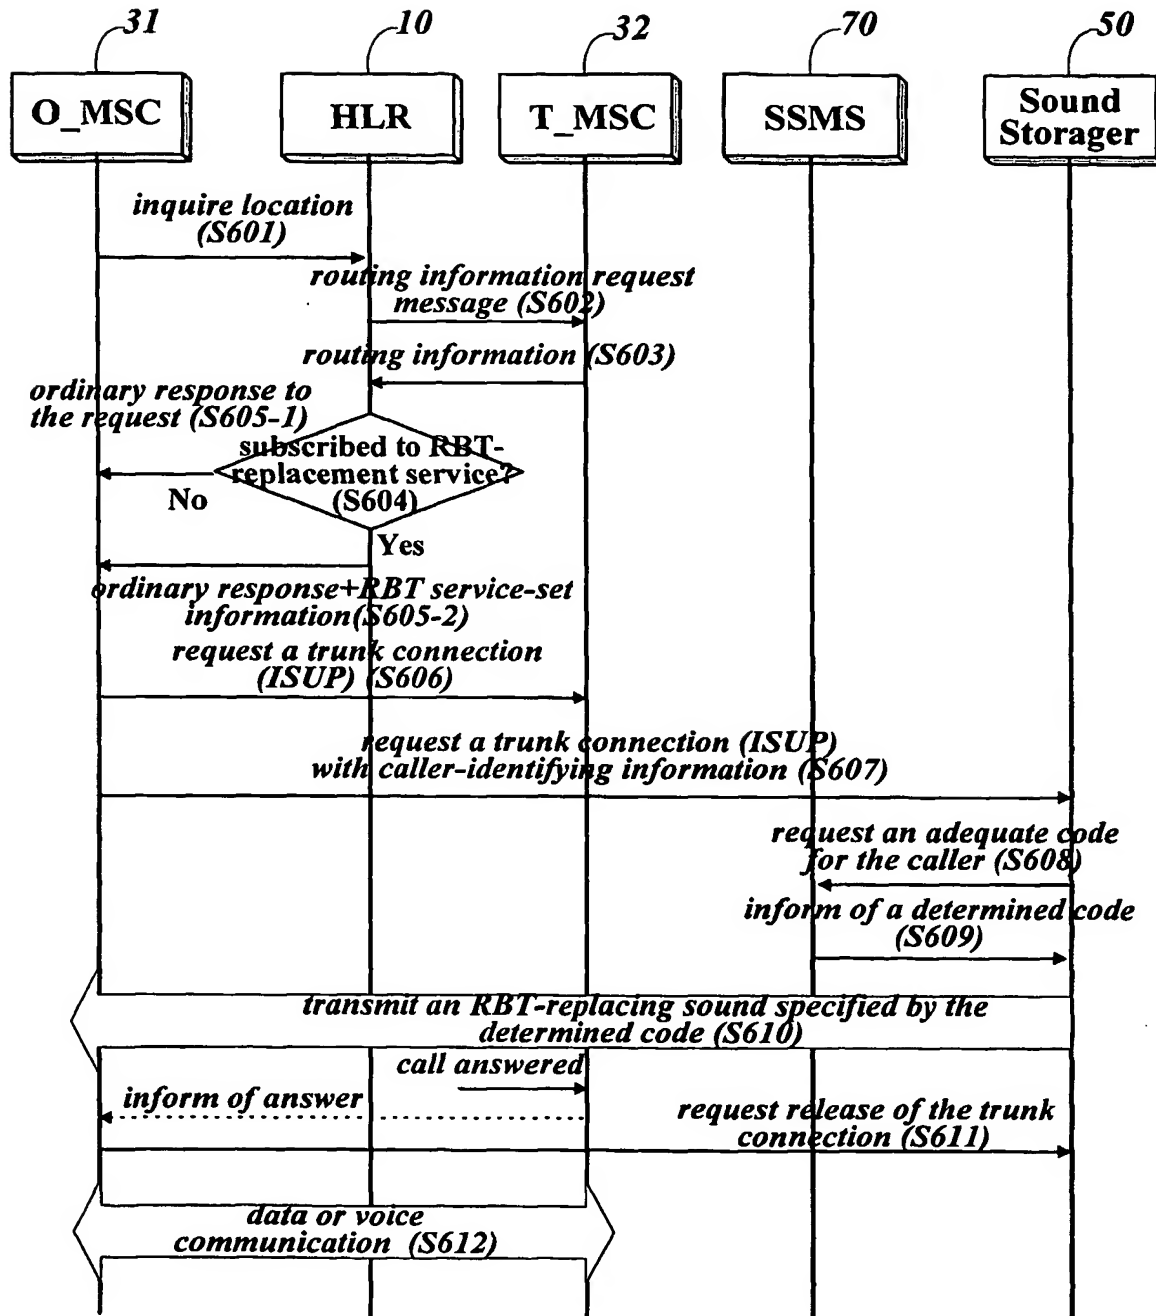 31
10
32
70
50
O_MSC
HLR
T_MSC
SSMS
Sound
Storager
inquire location
(S601)
routing information request
message (S602)
routing information (S603)
ordinary response to
the request (S605-1)
subscribed to RBT-
replacement service?
(S604)
No
Yes
ordinary response+RBT service-set
information(S605-2)
request a trunk connection
(ISUP) (S606)
request a trunk connection (ISUP)
with caller-identifying information (S607)
request an adequate code
for the caller (S608)
inform of a determined code
(S609)
transmit an RBT-replacing sound specified by the
determined code (S610)
call answered
inform of answer
request release of the trunk
connection (S611)
data or voice
communication (S612)